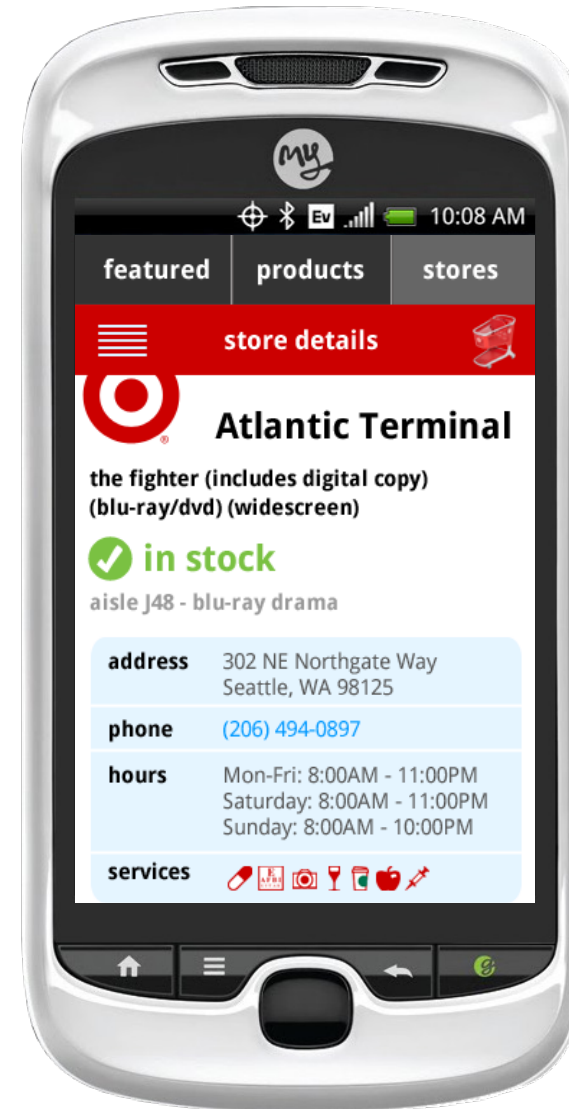 my
Ev
10:08 AM
featured
products
stores
store details
Atlantic Terminal
the fighter (includes digital copy)
(blu-ray/dvd) (widescreen)
in stock
aisle J48 - blu-ray drama
address
302 NE Northgate Way
Seattle, WA 98125
phone
(206) 494-0897
hours
Mon-Fri: 8:00AM - 11:00PM
Saturday: 8:00AM - 11:00PM
Sunday: 8:00AM - 10:00PM
services